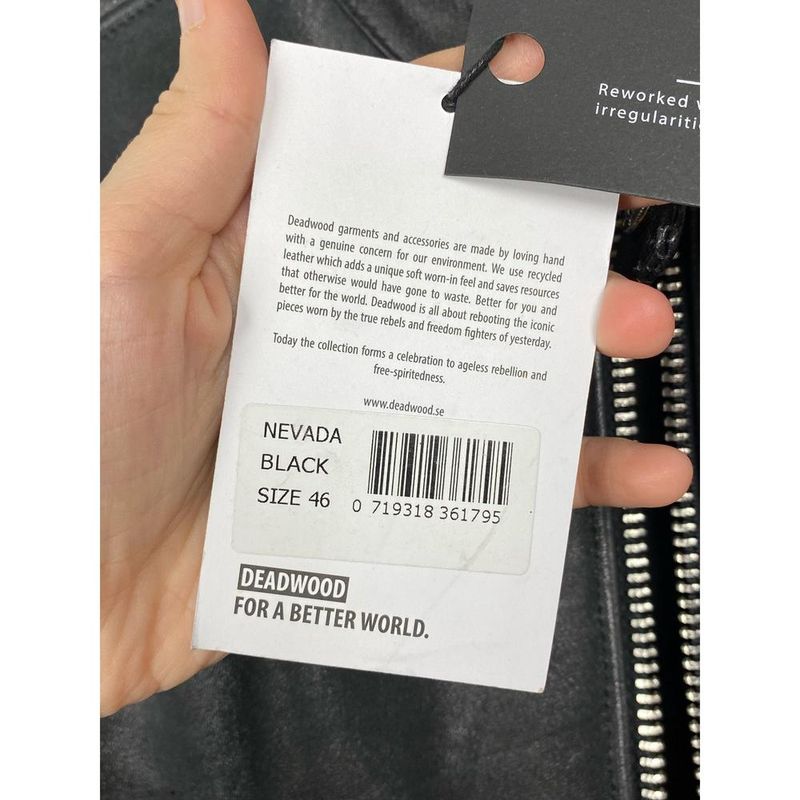 Reworked
irregulariti
Deadwood garments and accessories are made by loving hand
with a genuine concern for our environment. We use recycled
leather which adds a unique soft worn-in feel and saves resources
that otherwise would have gone to waste. Better for you and
better for the world. Deadwood is all about rebooting the iconic
pieces worn by the true rebels and freedom fighters of yesterday.
Today the collection forms a celebration to ageless rebellion and
free-spiritedness.
www.deadwood.se
NEVADA
BLACK
SIZE 46
0 719318 361795
DEADWOOD
FOR A BETTER WORLD.